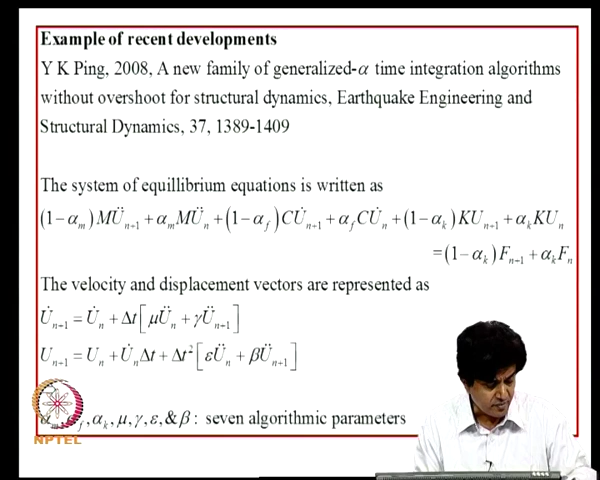 Example of recent developments
Y K Ping, 2008, A new family of generalized-α time integration algorithms
without overshoot for structural dynamics, Earthquake Engineering and
Structural Dynamics, 37, 1389-1409
The system of equillibrium equations is written as
(1-α_m)MÜ_{n+1} + α_m MÜ_n + (1-α_f)CU̇_{n+1} + α_f CU̇_n + (1-α_k)KU_{n+1} + α_k KU_n
=(1-α_k)F_{n+1} + α_k F_n
The velocity and displacement vectors are represented as
U̇_{n+1} = U̇_n + Δt[μÜ_n + γÜ_{n+1}]
U_{n+1} = U_n + U̇_nΔt + Δt²[εÜ_n + βÜ_{n+1}]
,α_k,μ,γ,ε,&β: seven algorithmic parameters
NPTEL